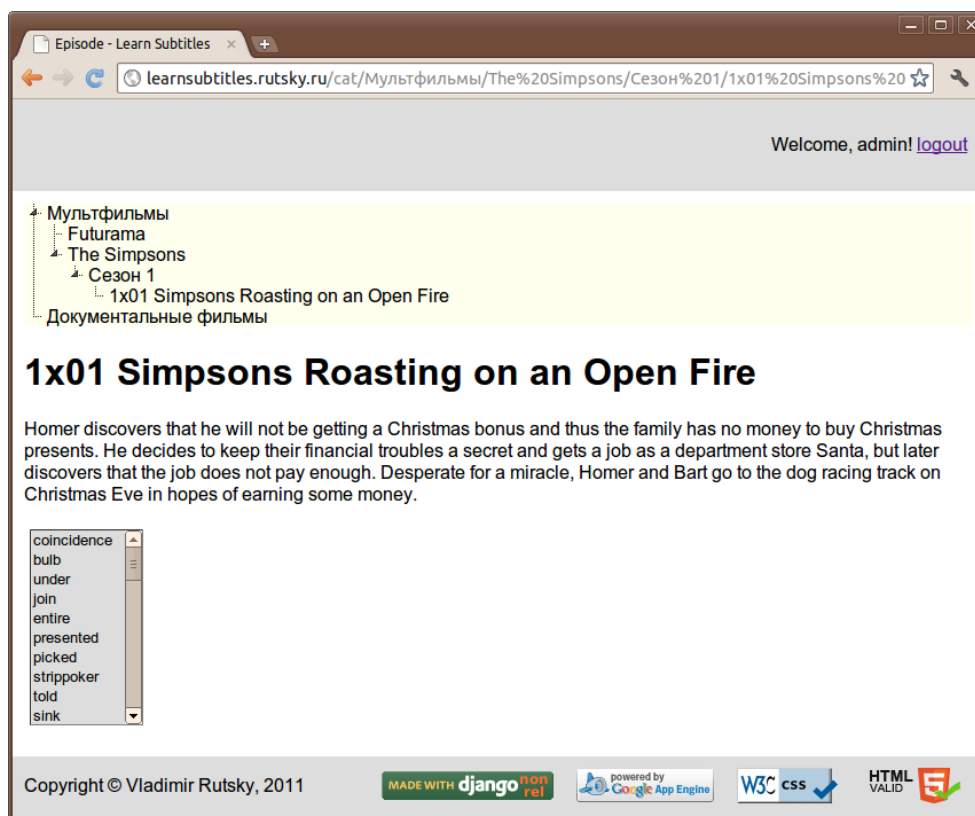 Episode - Learn Subtitles
learnsubtitles.rutsky.ru/cat/Мультфильмы/The%20Simpsons/Сезон%201/1x01%20Simpsons%20
Welcome, admin! logout
Мультфильмы
Futurama
The Simpsons
Сезон 1
1x01 Simpsons Roasting on an Open Fire
Документальные фильмы
1x01 Simpsons Roasting on an Open Fire
Homer discovers that he will not be getting a Christmas bonus and thus the family has no money to buy Christmas
presents. He decides to keep their financial troubles a secret and gets a job as a department store Santa, but later
discovers that the job does not pay enough. Desperate for a miracle, Homer and Bart go to the dog racing track on
Christmas Eve in hopes of earning some money.
coincidence
bulb
under
join
entire
presented
picked
strippoker
told
sink
Copyright © Vladimir Rutsky, 2011
MADE WITH django non rel
powered by
Google App Engine
W3C css
HTML
VALID